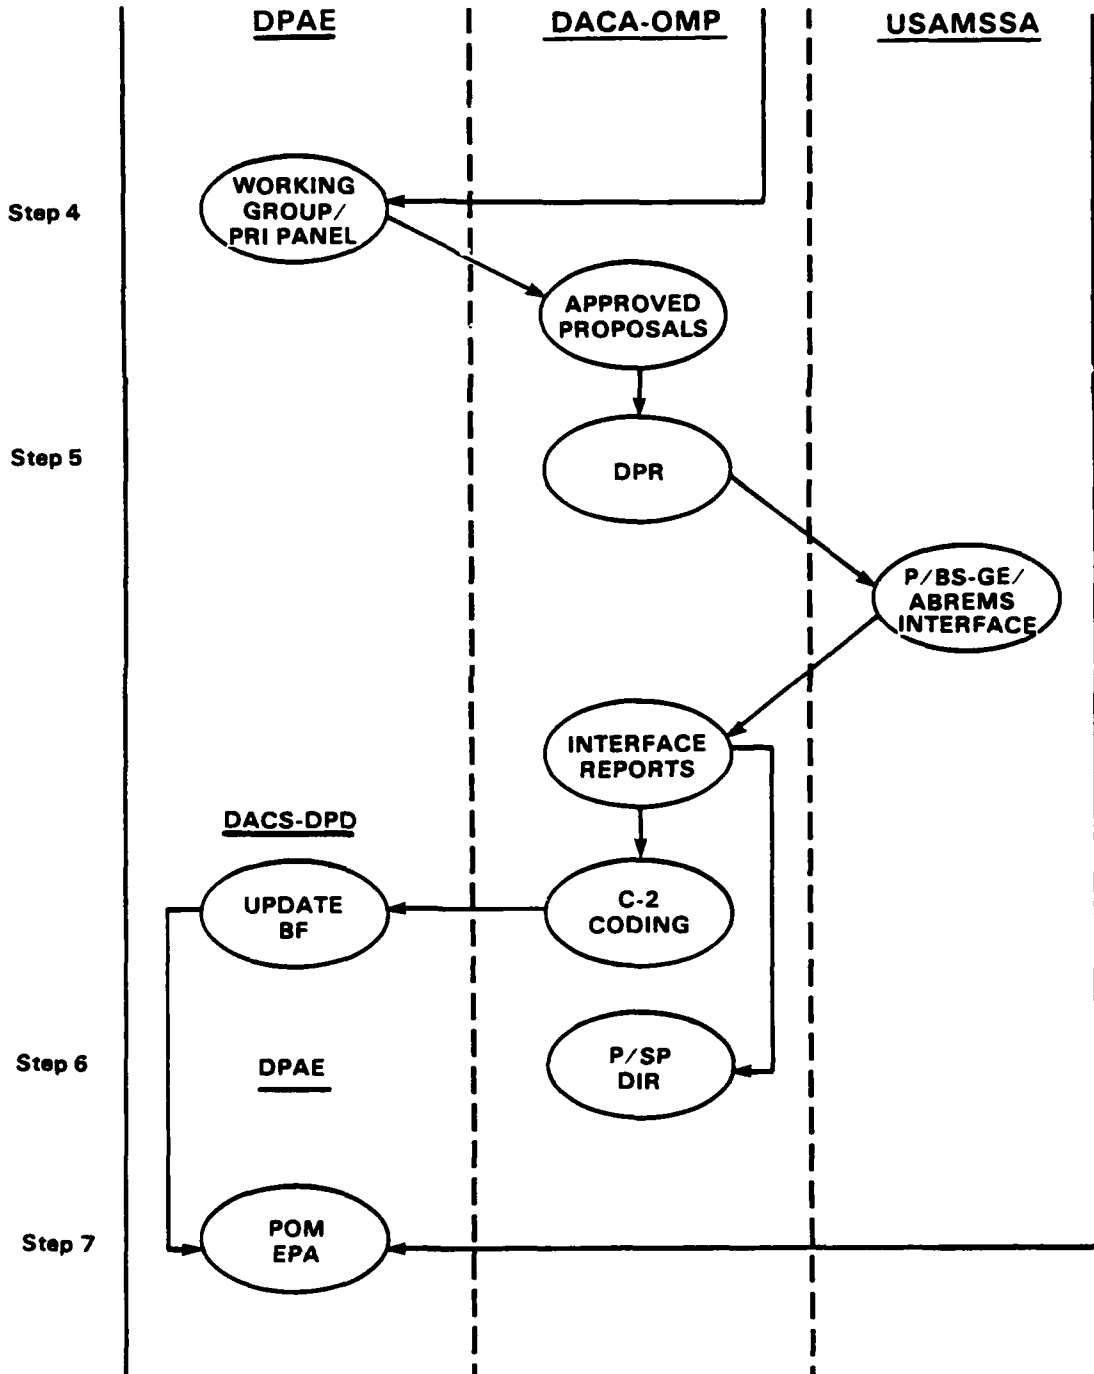 DPAE
DACA-OMP
USAMSSA
Step 4
WORKING
GROUP/
PRI PANEL
APPROVED
PROPOSALS
Step 5
DPR
P/BS-GE/
ABREMS
INTERFACE
INTERFACE
REPORTS
DACS-DPD
UPDATE
BF
C-2
CODING
Step 6
DPAE
P/SP
DIR
Step 7
POM
EPA